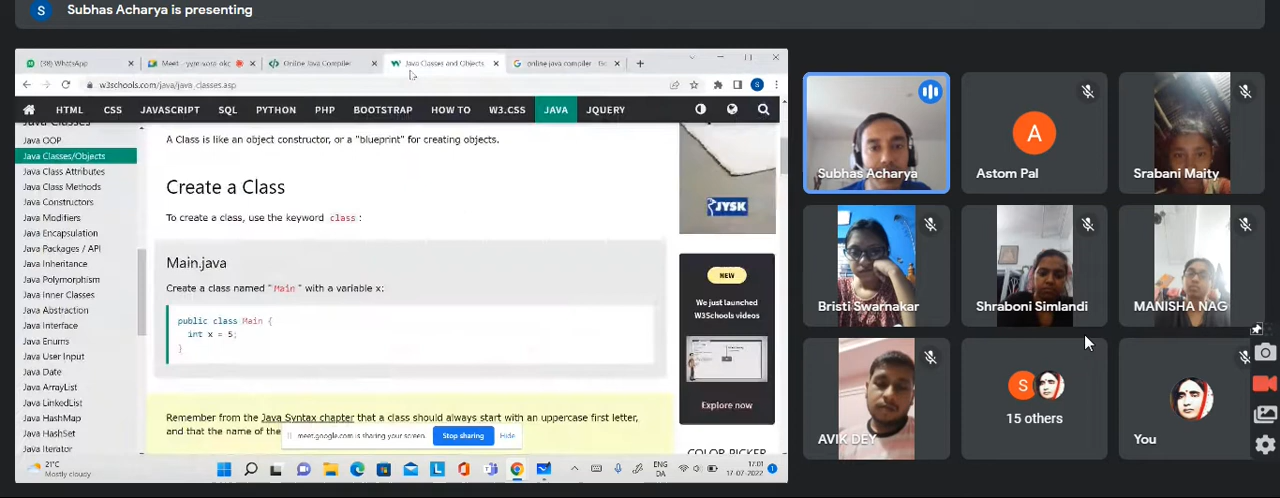 S Subhas Acharya is presenting
(38) WhatsApp
Online Java Compiler
Java Classes and Objects
w3schools.com/java/java_classes.asp
HTML CSS JAVASCRIPT SQL PYTHON PHP BOOTSTRAP HOW TO W3.CSS JAVA JQUERY
Java Classes
Java OOP
Java Classes/Objects
Java Class Attributes
Java Class Methods
Java Constructors
Java Modifiers
Java Encapsulation
Java Packages / API
Java Inheritance
Java Polymorphism
Java Inner Classes
Java Abstraction
Java Interface
Java Enums
Java User Input
Java Date
Java ArrayList
Java LinkedList
Java HashMap
Java HashSet
Java Iterator
A Class is like an object constructor, or a "blueprint" for creating objects.
Create a Class
To create a class, use the keyword class :
Main.java
Create a class named "Main" with a variable x:
public class Main {
int x = 5;
}
Remember from the Java Syntax chapter that a class should always start with an uppercase first letter,
and that the name of the
meet.google.com is sharing your screen. Stop sharing Hide
JYSK
NEW
We just launched
W3Schools videos
Explore now
COLOR PICKER
21°C
Mostly cloudy
ENG
DA
17:01
17-07-2022
Subhas Acharya
A
Astom Pal
Srabani Maity
Bristi Swarnakar
Shraboni Simlandi
MANISHA NAG
AVIK DEY
S
15 others
You